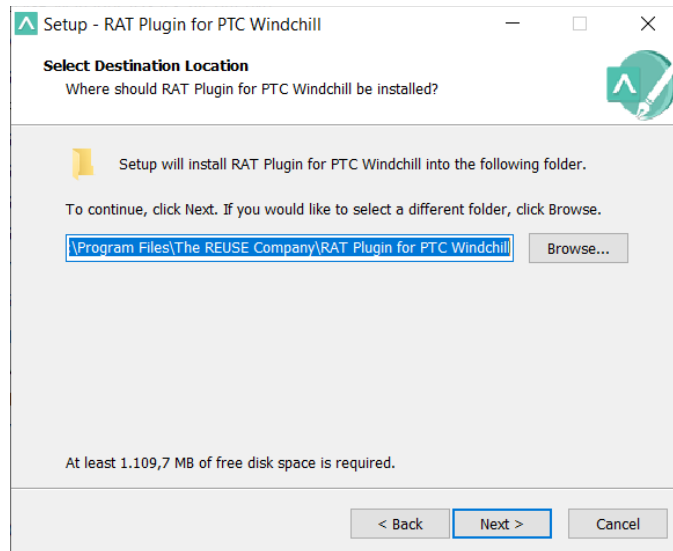 Setup - RAT Plugin for PTC Windchill
Select Destination Location
Where should RAT Plugin for PTC Windchill be installed?
Setup will install RAT Plugin for PTC Windchill into the following folder.
To continue, click Next. If you would like to select a different folder, click Browse.
:\Program Files\The REUSE Company\RAT Plugin for PTC Windchill
Browse...
At least 1.109,7 MB of free disk space is required.
< Back
Next >
Cancel